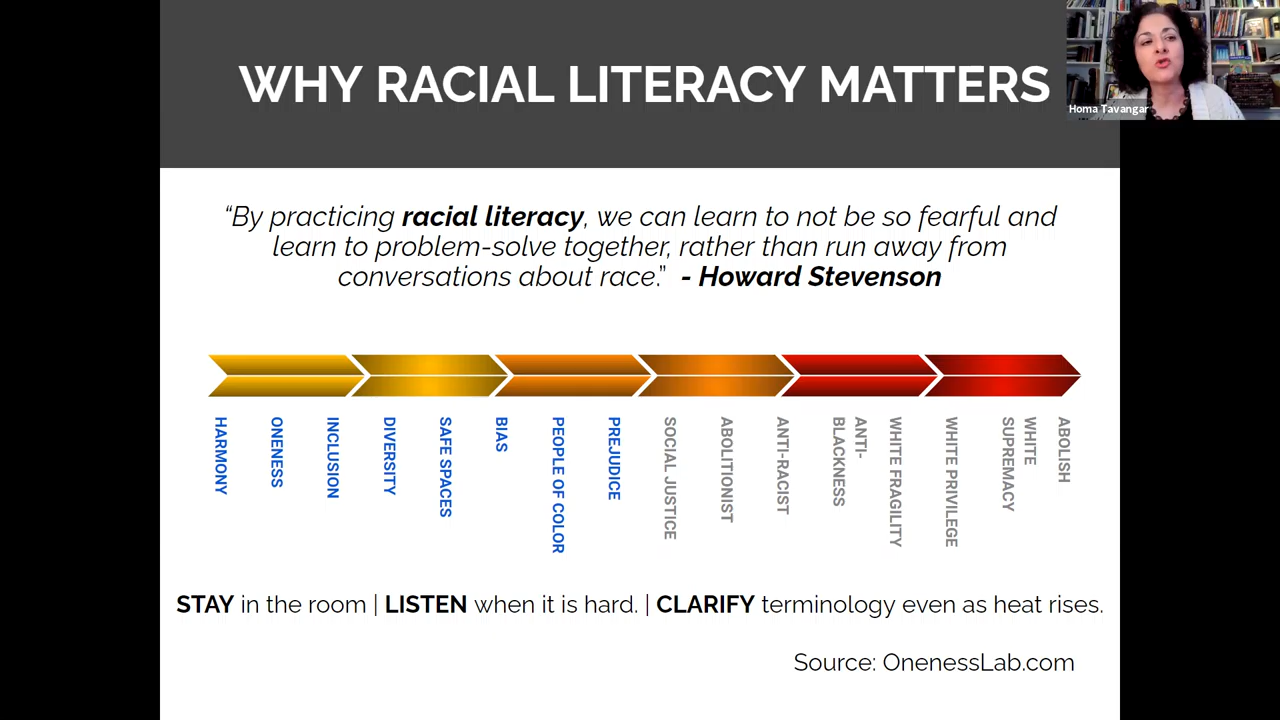 WHY RACIAL LITERACY MATTERS
Homa Tavangar
“By practicing racial literacy, we can learn to not be so fearful and
learn to problem-solve together, rather than run away from
conversations about race.” - Howard Stevenson
HARMONY
ONENESS
INCLUSION
DIVERSITY
SAFE SPACES
BIAS
PEOPLE OF COLOR
PREJUDICE
SOCIAL JUSTICE
ABOLITIONIST
ANTI-RACIST
ANTI-
BLACKNESS
WHITE FRAGILITY
WHITE PRIVILEGE
WHITE
SUPREMACY
ABOLISH
STAY in the room | LISTEN when it is hard. | CLARIFY terminology even as heat rises.
Source: OnenessLab.com